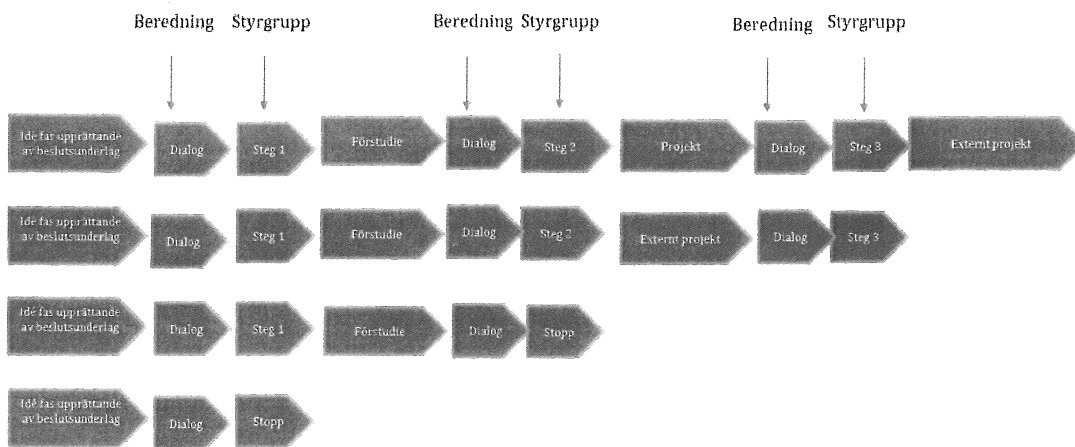 Beredning Styrgrupp Beredning Styrgrupp Beredning Styrgrupp
Idé fas upprättande
av beslutsunderlag
Dialog
Steg 1
Förstudie
Dialog
Steg 2
Projekt
Dialog
Steg 3
Externt projekt
Idé fas upprättande
av beslutsunderlag
Dialog
Steg 1
Förstudie
Dialog
Steg 2
Externt projekt
Dialog
Steg 3
Idé fas upprättande
av beslutsunderlag
Dialog
Steg 1
Förstudie
Dialog
Stopp
Idé fas upprättande
av beslutsunderlag
Dialog
Stopp